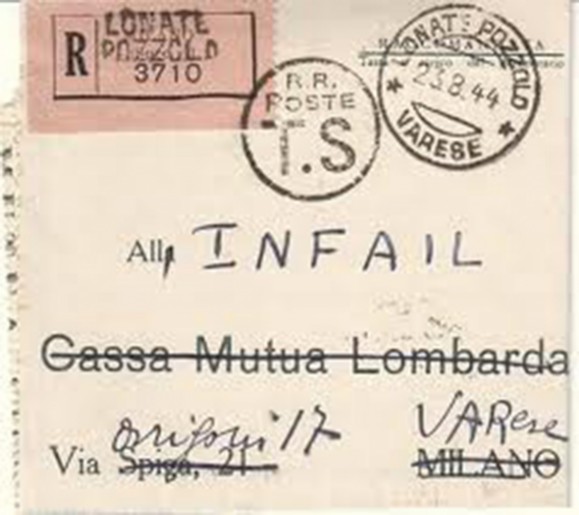 R LONATE
POZZOLO
3710
R.R.
POSTE
T.S
LONATE POZZOLO
23.8.44
VARESE
All INFAIL
Cassa Mutua Lombarda
Arrigoni 17 VARese
Via Spiga, 21 MILANO